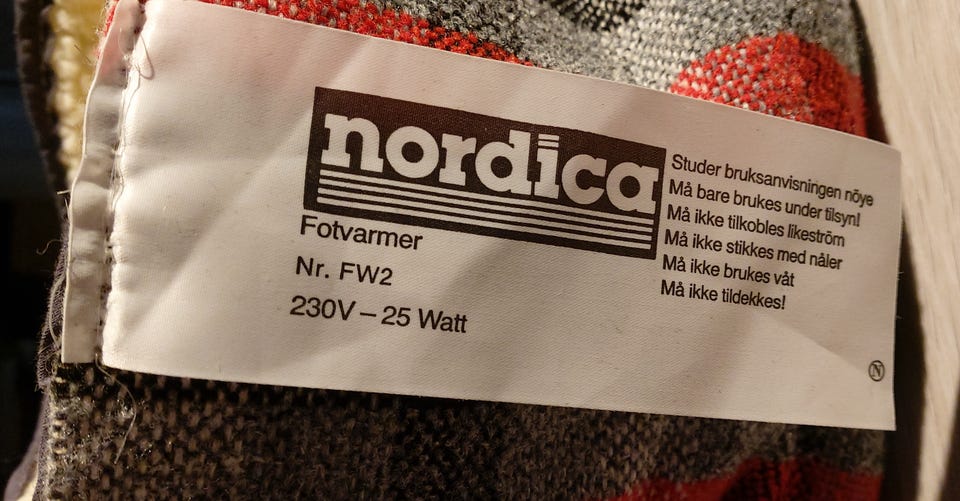 nordica
Fotvarmer
Nr. FW2
230V – 25 Watt
Studer bruksanvisningen nöye
Må bare brukes under tilsyn!
Må ikke tilkobles likeström
Må ikke stikkes med nåler
Må ikke brukes våt
Må ikke tildekkes!
N